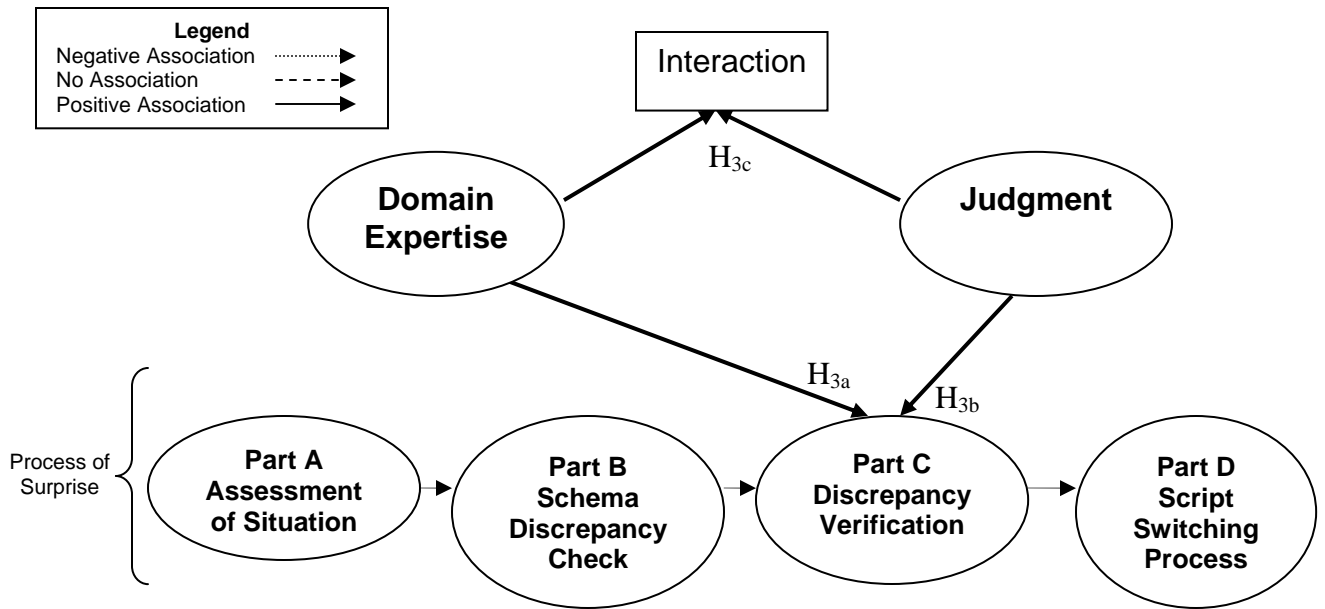 Legend
Negative Association
No Association
Positive Association
Interaction
H3c
Domain
Expertise
Judgment
H3a
H3b
Process of
Surprise
Part A
Assessment
of Situation
Part B
Schema
Discrepancy
Check
Part C
Discrepancy
Verification
Part D
Script
Switching
Process